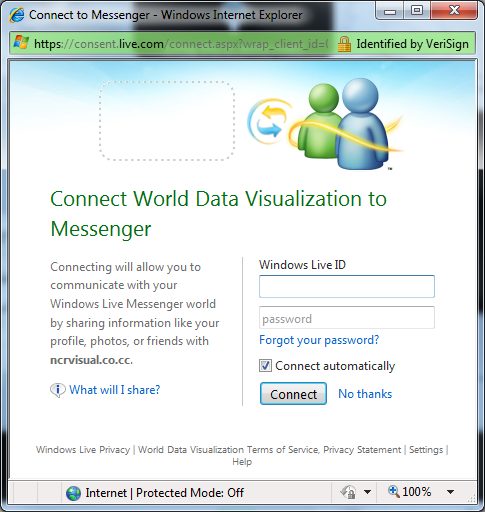 Connect to Messenger - Windows Internet Explorer
https://consent.live.com/connect.aspx?wrap_client_id=( Identified by VeriSign
Connect World Data Visualization to
Messenger
Connecting will allow you to
communicate with your
Windows Live Messenger world
by sharing information like your
profile, photos, or friends with
ncrvisual.co.cc.
What will I share?
Windows Live ID
password
Forgot your password?
Connect automatically
Connect No thanks
Windows Live Privacy | World Data Visualization Terms of Service, Privacy Statement | Settings |
Help
Internet | Protected Mode: Off 100%